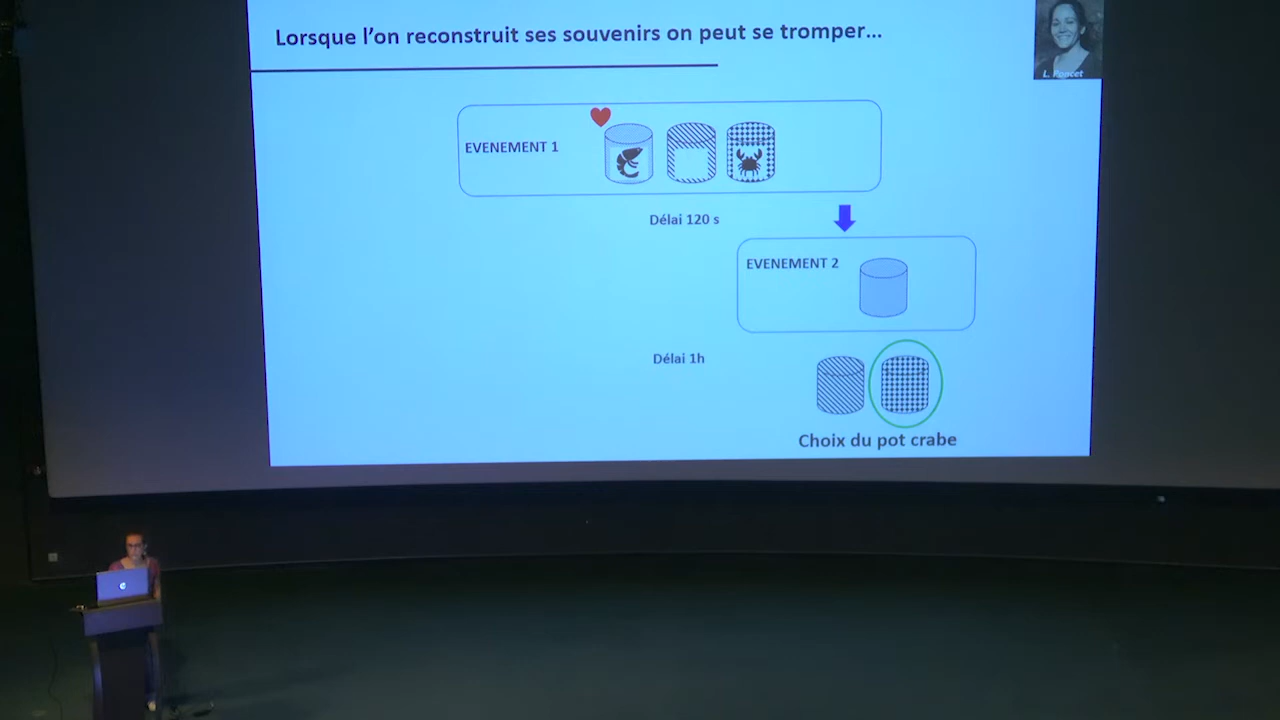 Lorsque l’on reconstruit ses souvenirs on peut se tromper…
L. Poncet
EVENEMENT 1
Délai 120 s
EVENEMENT 2
Délai 1h
Choix du pot crabe